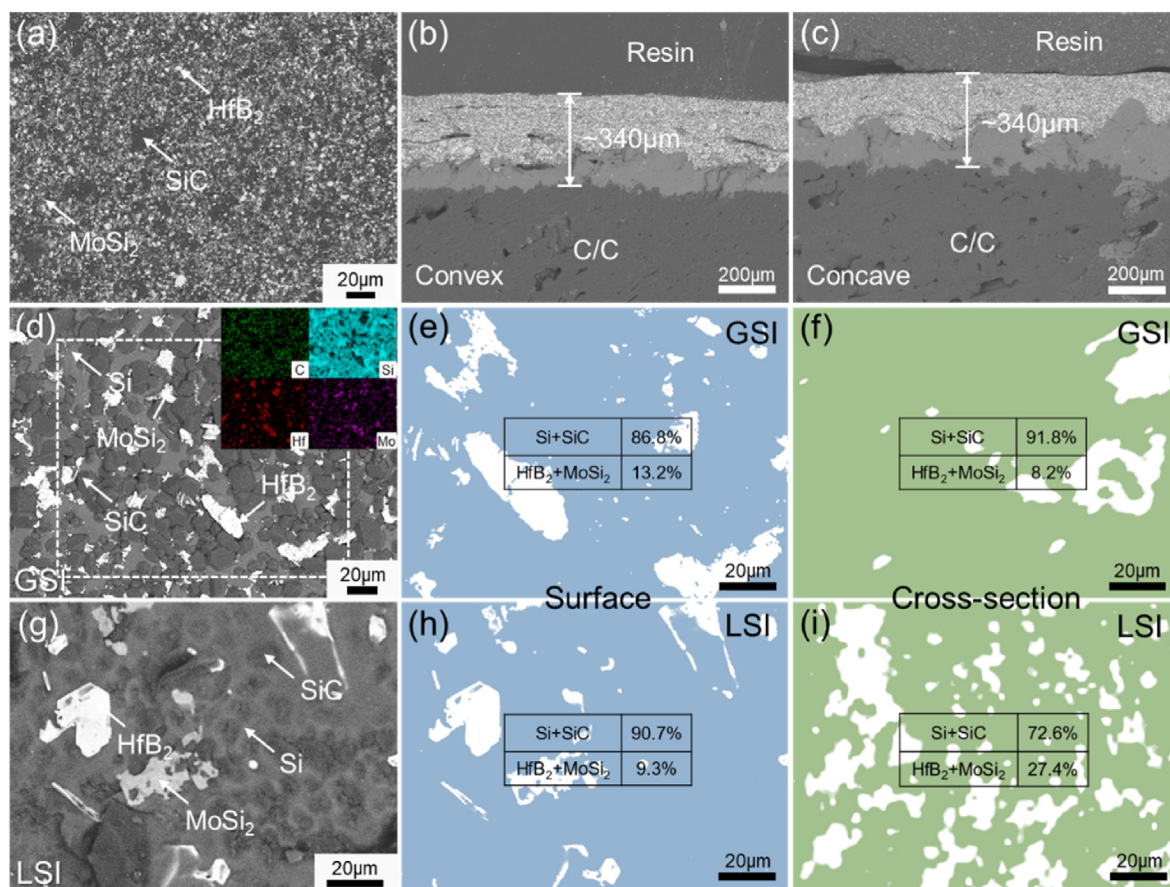 (a)
HfB₂
SiC
MoSi₂
20μm
(b)
Resin
~340μm
C/C
Convex
200μm
(c)
Resin
~340μm
C/C
Concave
200μm
(d)
Si
MoSi₂
SiC
HfB₂
C
Si
Hf
Mo
GSI
20μm
(e)
GSI
Si+SiC 86.8%
HfB₂+MoSi₂ 13.2%
20μm
(f)
GSI
Si+SiC 91.8%
HfB₂+MoSi₂ 8.2%
20μm
Surface
Cross-section
(g)
SiC
HfB₂
Si
MoSi₂
LSI
20μm
(h)
LSI
Si+SiC 90.7%
HfB₂+MoSi₂ 9.3%
20μm
(i)
LSI
Si+SiC 72.6%
HfB₂+MoSi₂ 27.4%
20μm